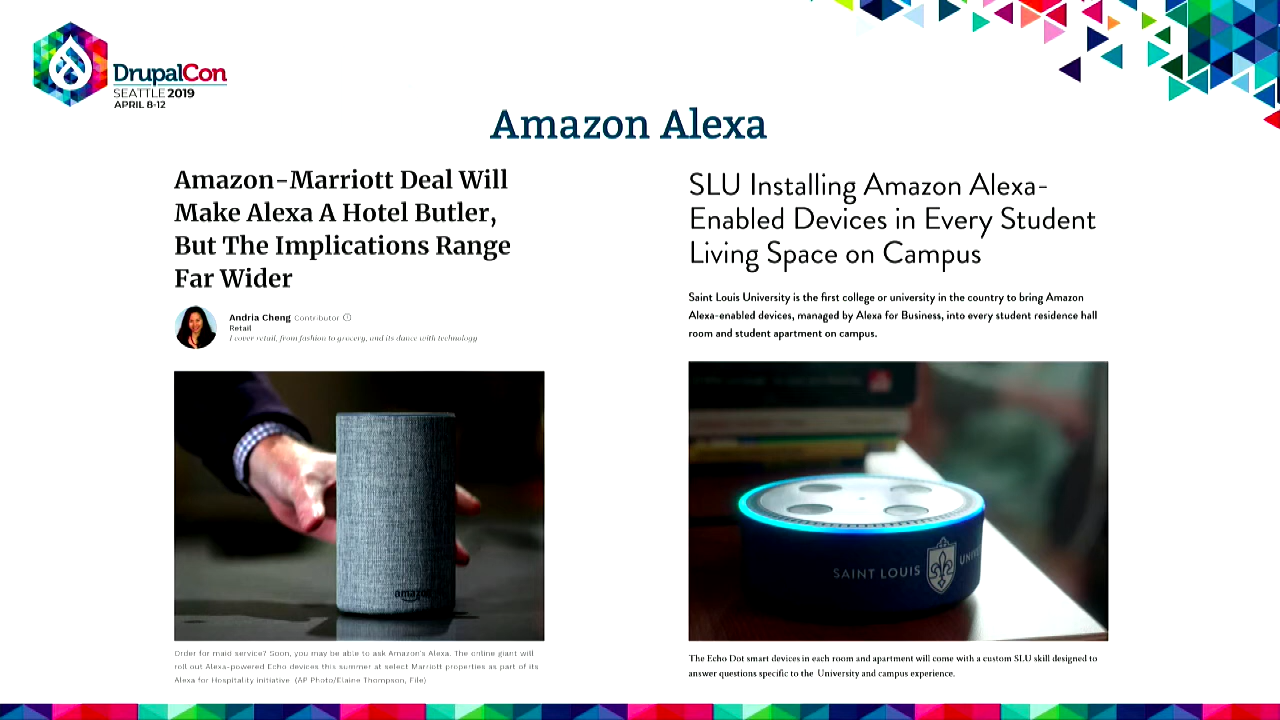 DrupalCon
SEATTLE 2019
APRIL 8-12
Amazon Alexa
Amazon-Marriott Deal Will
Make Alexa A Hotel Butler,
But The Implications Range
Far Wider
Andria Cheng Contributor
Retail
I cover retail, from fashion to grocery, and its dance with technology
amazon
Order for maid service? Soon, you may be able to ask Amazon's Alexa. The online giant will
roll out Alexa-powered Echo devices this summer at select Marriott properties as part of its
Alexa for Hospitality initiative. (AP Photo/Elaine Thompson, File)
SLU Installing Amazon Alexa-
Enabled Devices in Every Student
Living Space on Campus
Saint Louis University is the first college or university in the country to bring Amazon
Alexa-enabled devices, managed by Alexa for Business, into every student residence hall
room and student apartment on campus.
SAINT LOUIS UNIV
The Echo Dot smart devices in each room and apartment will come with a custom SLU skill designed to
answer questions specific to the University and campus experience.